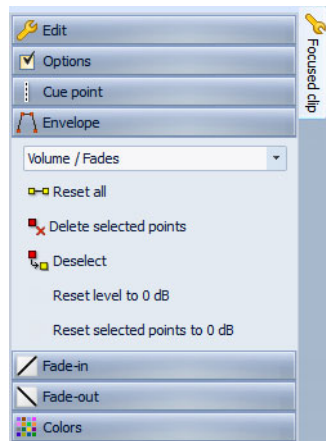 Edit
Options
Cue point
Envelope
Volume / Fades
Reset all
Delete selected points
Deselect
Reset level to 0 dB
Reset selected points to 0 dB
Fade-in
Fade-out
Colors
Focused clip